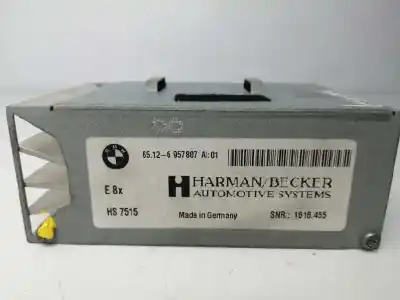 65.12-6 957807 AI:01
E 8x
HARMAN/BECKER
AUTOMOTIVE SYSTEMS
HS 7515
Made in Germany
SNR.: 1616.455